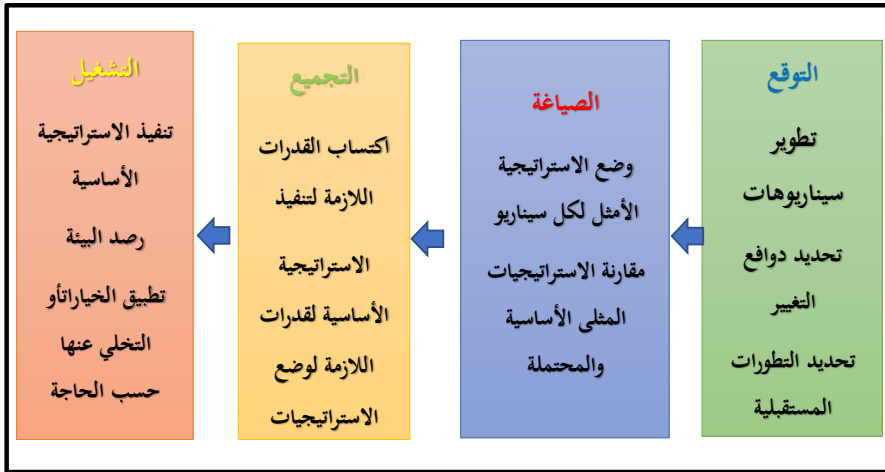 التوقع
تطوير
سيناريوهات
تحديد دوافع
التغيير
تحديد التطورات
المستقبلية
الصياغة
وضع الاستراتيجية
الأمثل لكل سيناريو
مقارنة الاستراتيجيات
المثلى الأساسية
والمحتملة
التجميع
اكتساب القدرات
اللازمة لتنفيذ
الاستراتيجية
الأساسية لقدرات
اللازمة لوضع
الاستراتيجيات
التشغيل
تنفيذ الاستراتيجية
الأساسية
رصد البيئة
تطبيق الخياراتأو
التخلي عنها
حسب الحاجة